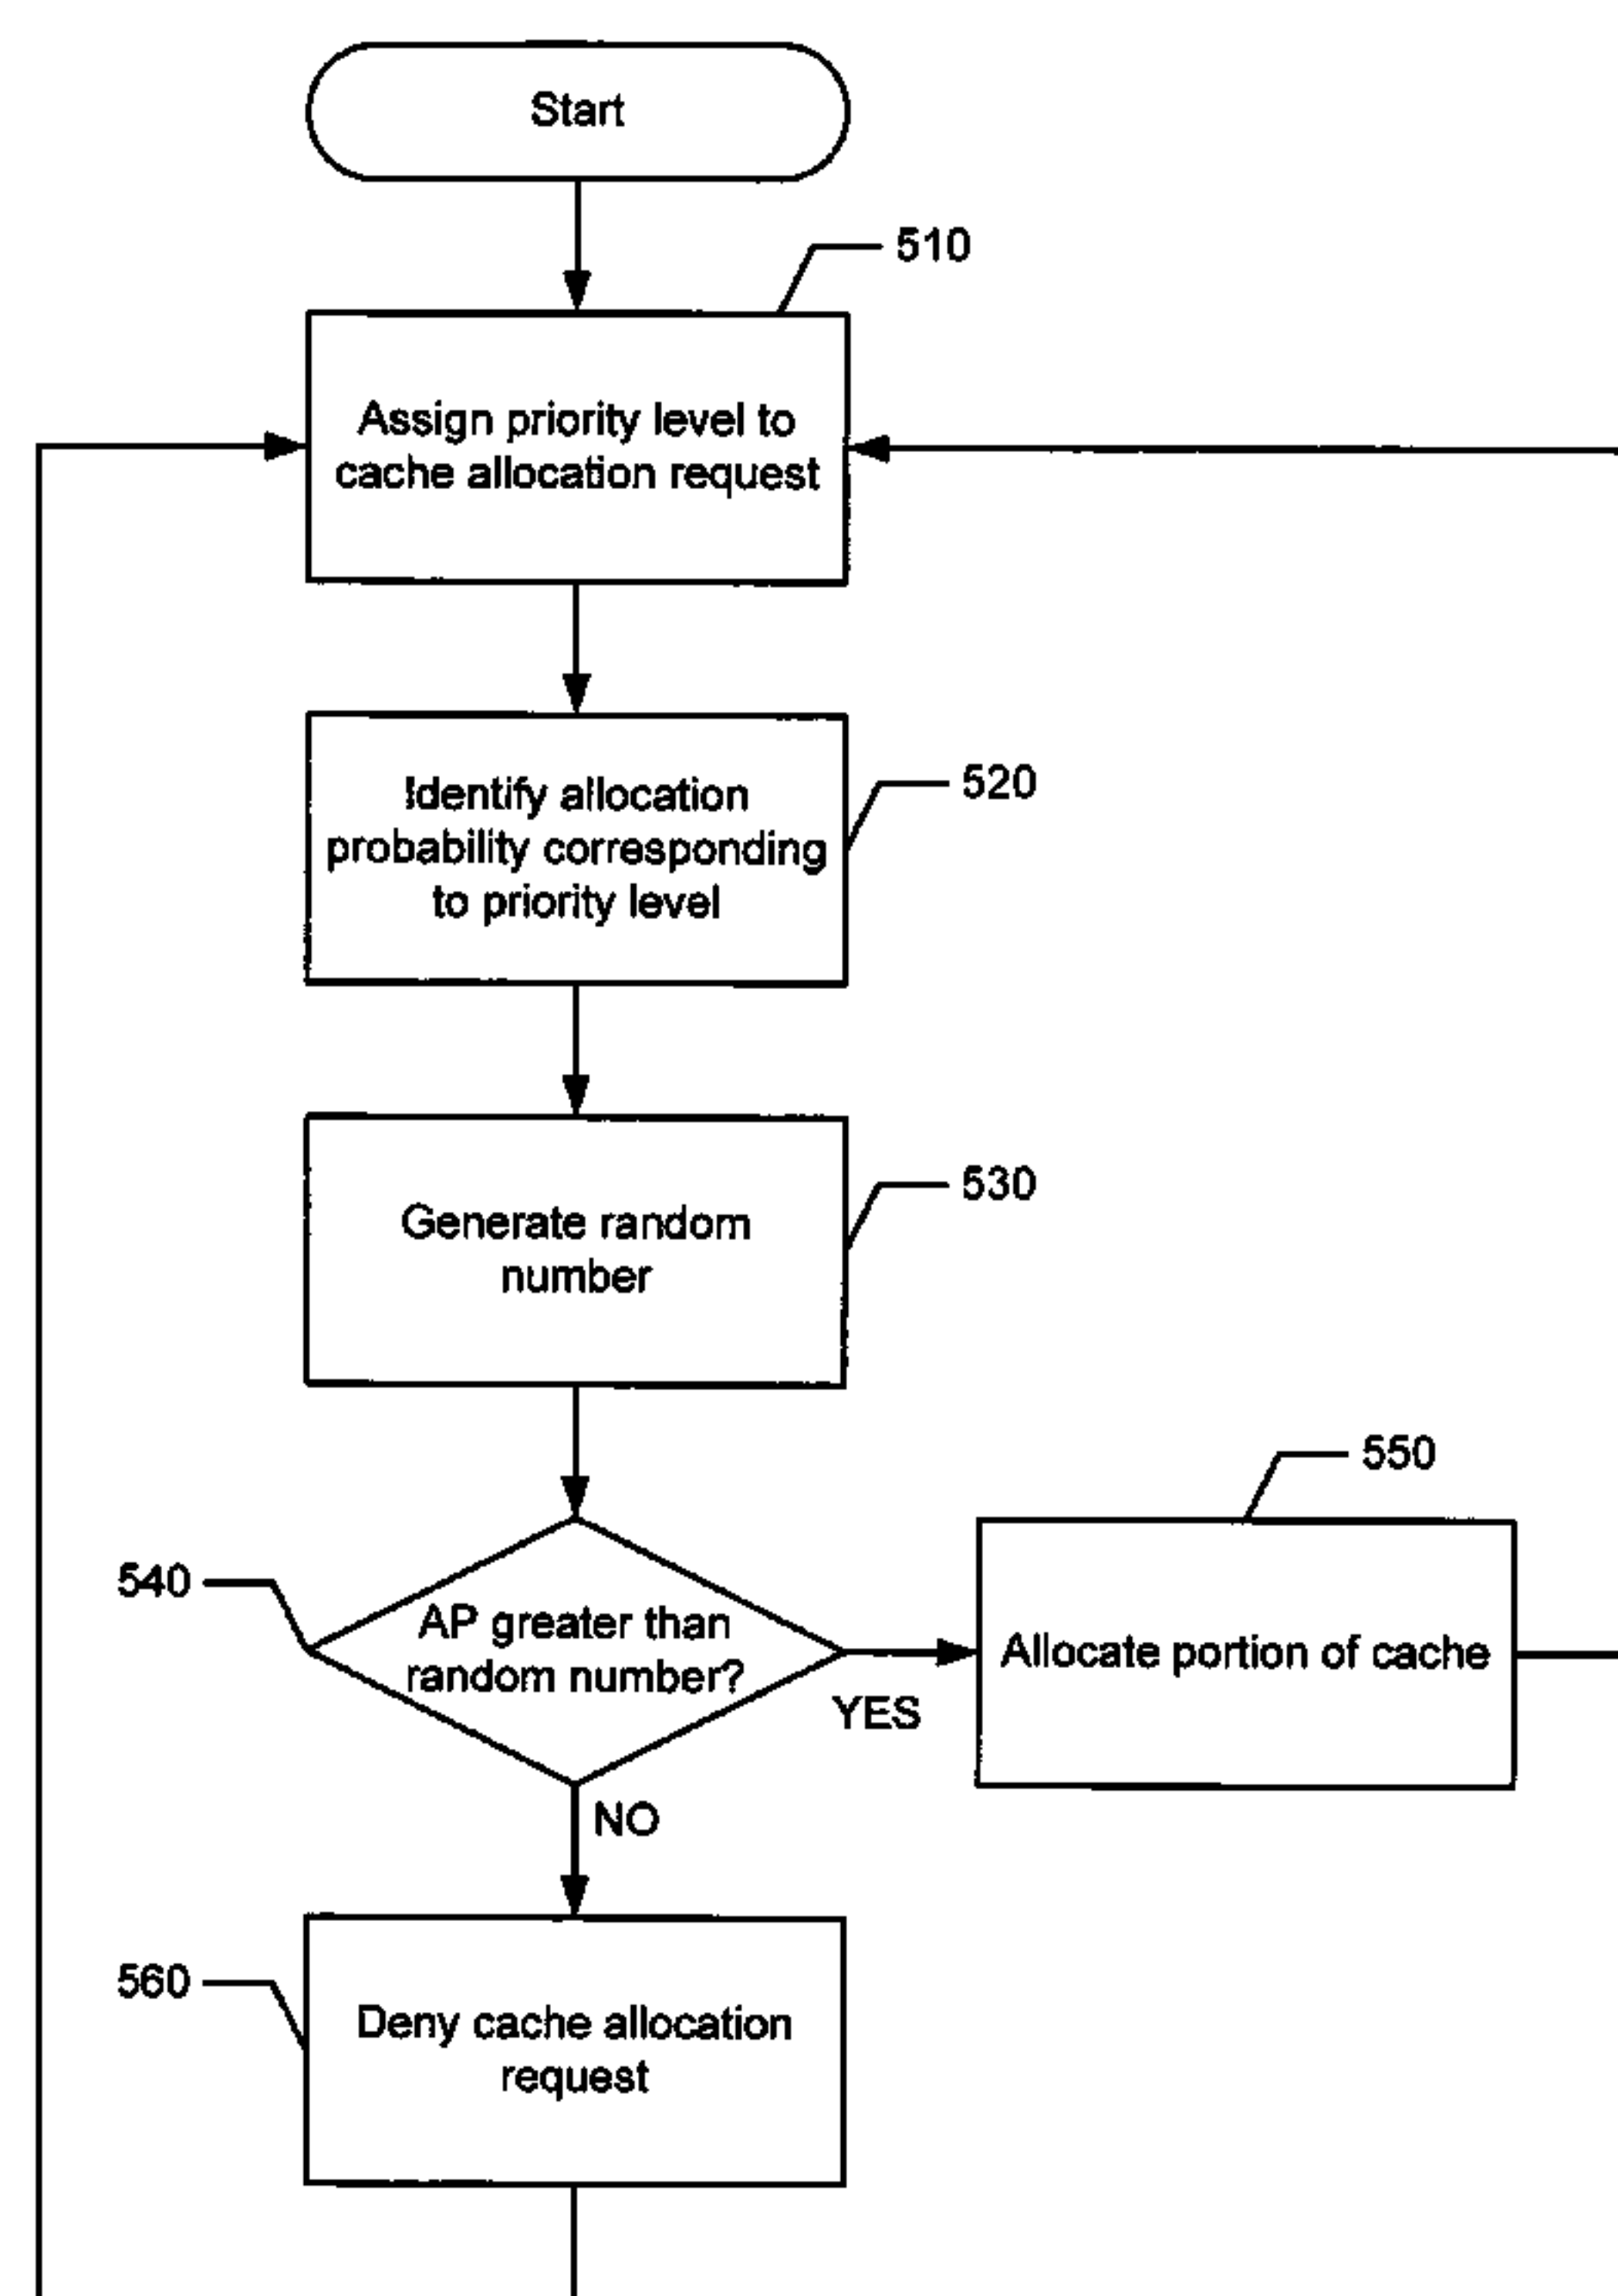 Start
510
Assign priority level to
cache allocation request
Identify allocation
probability corresponding
to priority level
520
Generate random
number
530
540
AP greater than
random number?
YES
NO
550
Allocate portion of cache
560
Deny cache allocation
request